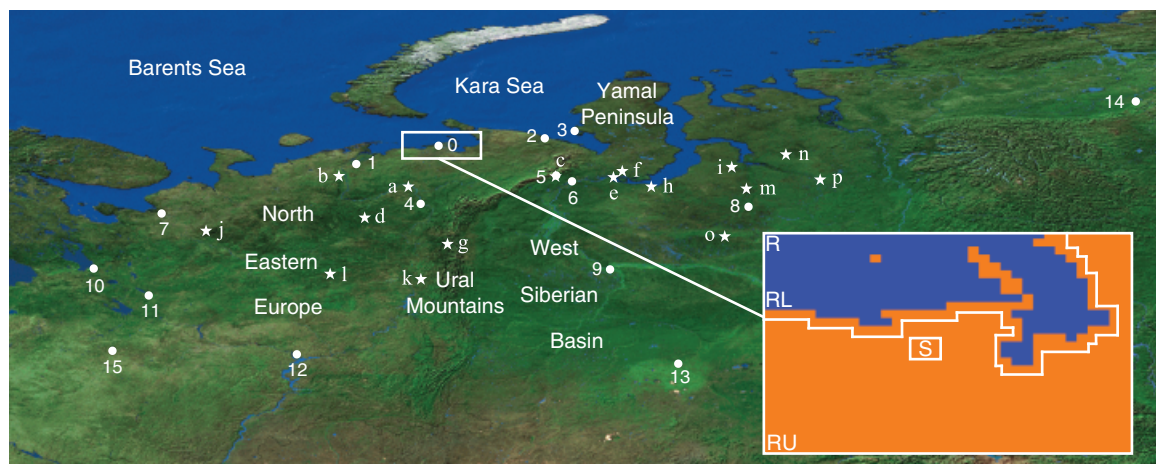 Barents Sea
Kara Sea
Yamal
Peninsula
14
2
3
0
1
n
b
c
f
i
a
5
6
e
h
m
p
4
8
7
j
North
d
o
g
West
10
Eastern
l
k
Ural
9
11
Europe
Mountains
Siberian
Basin
15
12
13
R
RL
S
RU